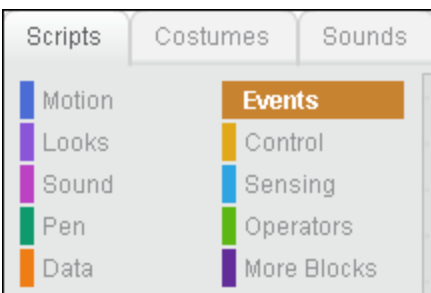 Scripts Costumes Sounds
Motion Events
Looks Control
Sound Sensing
Pen Operators
Data More Blocks